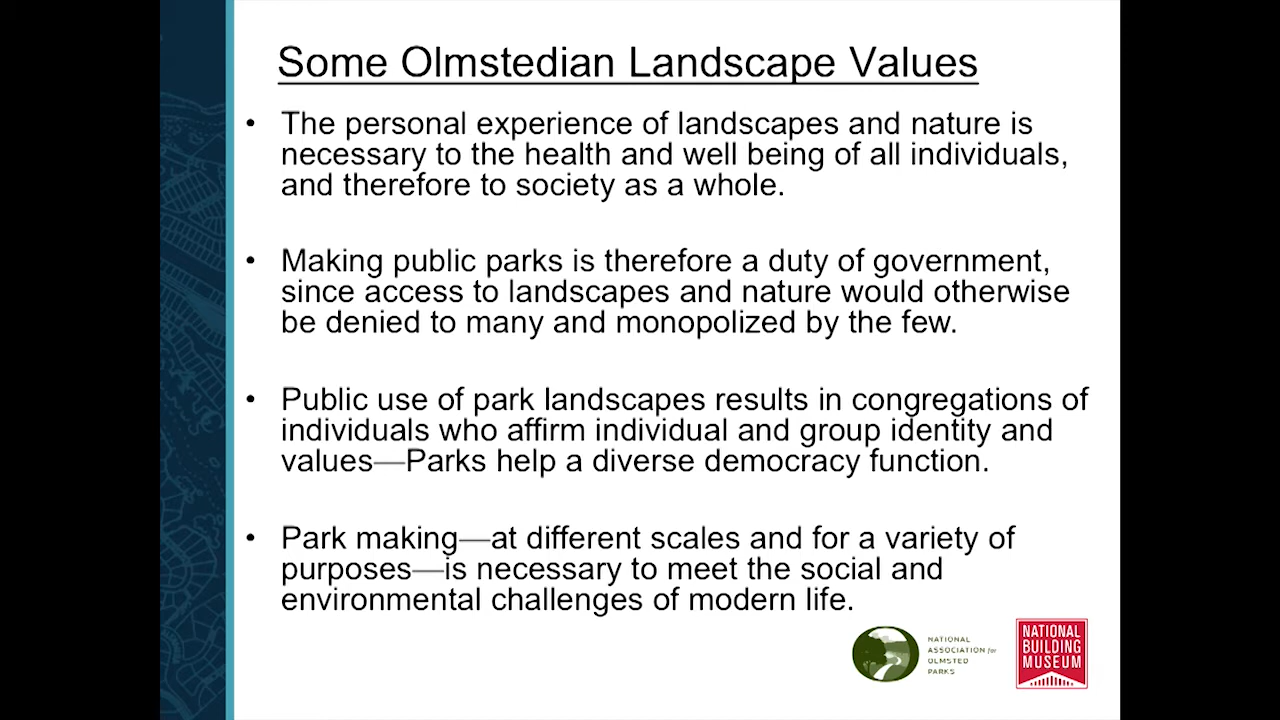 Some Olmstedian Landscape Values
• The personal experience of landscapes and nature is
necessary to the health and well being of all individuals,
and therefore to society as a whole.
• Making public parks is therefore a duty of government,
since access to landscapes and nature would otherwise
be denied to many and monopolized by the few.
• Public use of park landscapes results in congregations of
individuals who affirm individual and group identity and
values—Parks help a diverse democracy function.
• Park making—at different scales and for a variety of
purposes—is necessary to meet the social and
environmental challenges of modern life.
NATIONAL
ASSOCIATION for
OLMSTED
PARKS
NATIONAL
BUILDING
MUSEUM